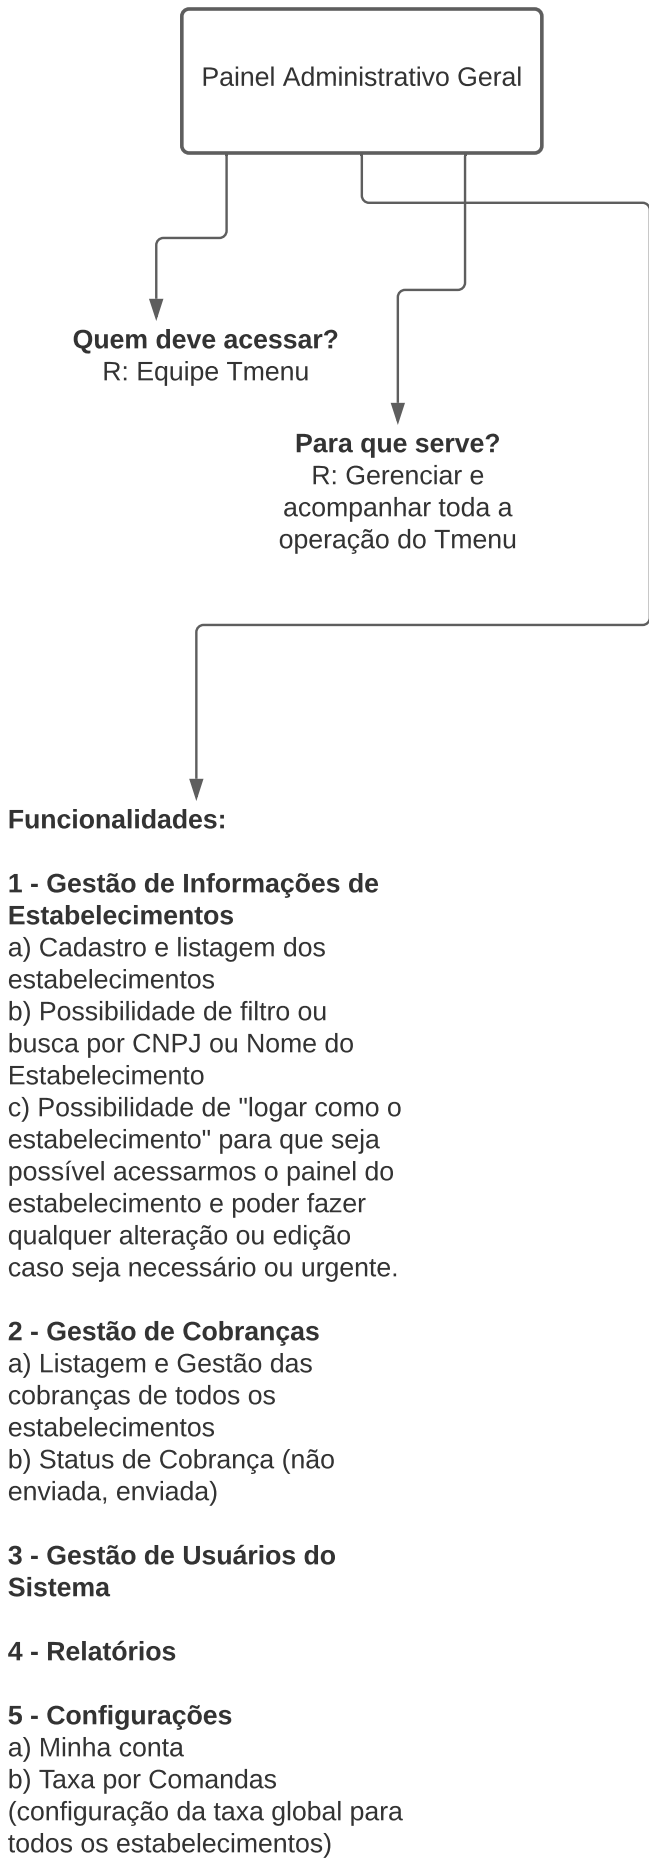 Painel Administrativo Geral
Quem deve acessar?
R: Equipe Tmenu
Para que serve?
R: Gerenciar e
acompanhar toda a
operação do Tmenu
Funcionalidades:
1 - Gestão de Informações de
Estabelecimentos
a) Cadastro e listagem dos
estabelecimentos
b) Possibilidade de filtro ou
busca por CNPJ ou Nome do
Estabelecimento
c) Possibilidade de "logar como o
estabelecimento" para que seja
possível acessarmos o painel do
estabelecimento e poder fazer
qualquer alteração ou edição
caso seja necessário ou urgente.
2 - Gestão de Cobranças
a) Listagem e Gestão das
cobranças de todos os
estabelecimentos
b) Status de Cobrança (não
enviada, enviada)
3 - Gestão de Usuários do
Sistema
4 - Relatórios
5 - Configurações
a) Minha conta
b) Taxa por Comandas
(configuração da taxa global para
todos os estabelecimentos)